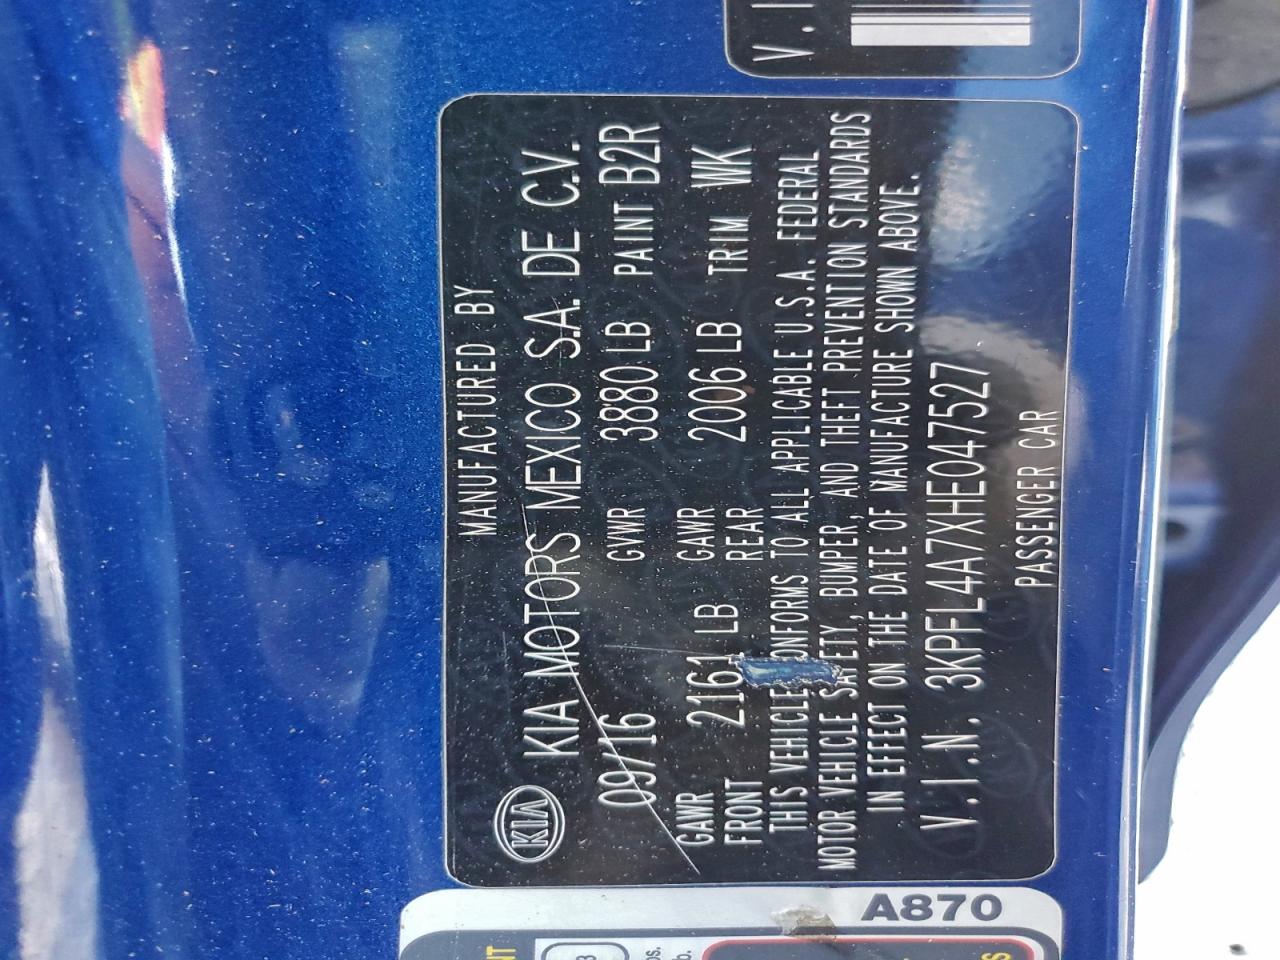 V.I
MANUFACTURED BY
KIA KIA MOTORS MEXICO S.A. DE C.V.
09/16 GVWR 3880 LB PAINT B2R
GAWR FRONT 2161 LB GAWR REAR 2006 LB TRIM WK
THIS VEHICLE CONFORMS TO ALL APPLICABLE U.S.A. FEDERAL
MOTOR VEHICLE SAFETY, BUMPER, AND THEFT PREVENTION STANDARDS
IN EFFECT ON THE DATE OF MANUFACTURE SHOWN ABOVE.
V.I.N. 3KPFL4A7XHE047527
PASSENGER CAR
A870